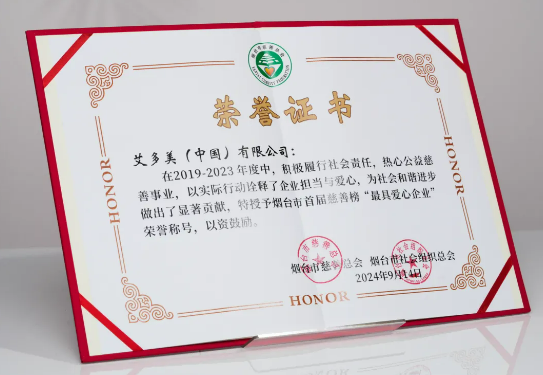 HONOR
荣誉证书
艾多美（中国）有限公司：
在2019-2023年度中，积极履行社会责任，热心公益慈
善事业，以实际行动诠释了企业担当与爱心，为社会和谐进步
做出了显著贡献，特授予烟台市首届慈善榜“最具爱心企业”
荣誉称号，以资鼓励。
烟台市慈善总会 烟台市社会组织总会
2024年9月14日
HONOR
HONOR
HONOR